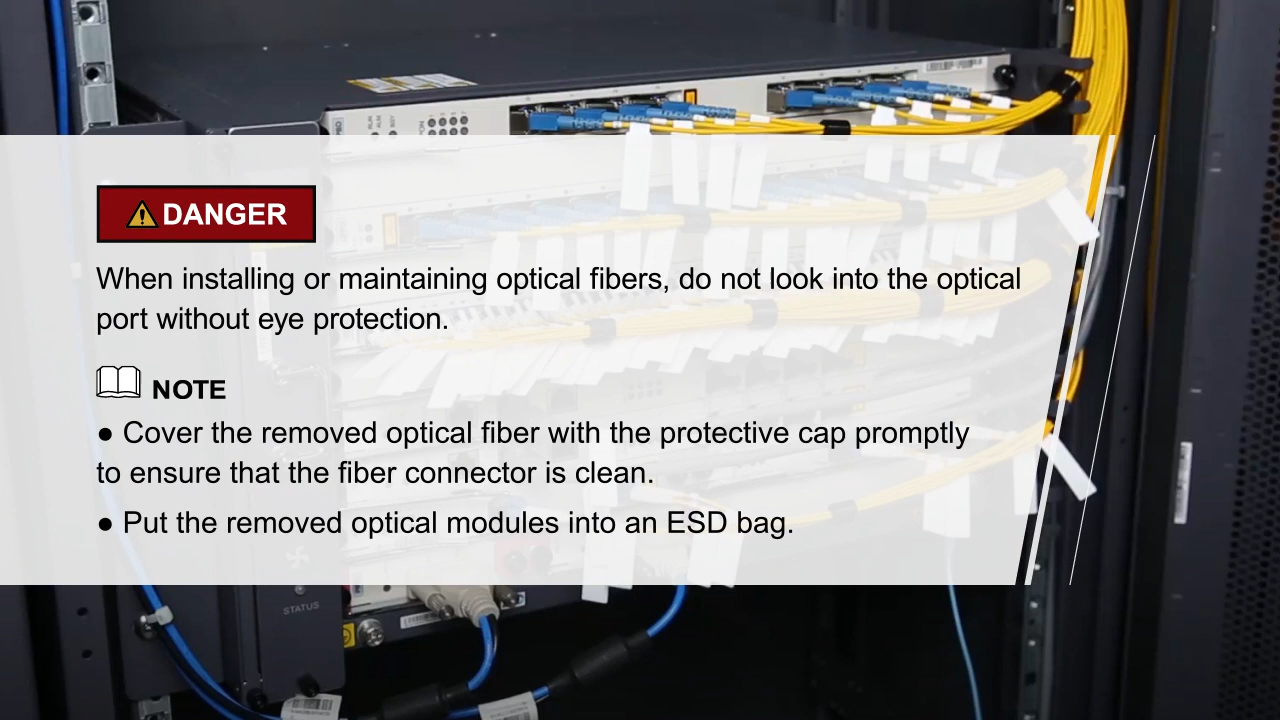 DANGER
When installing or maintaining optical fibers, do not look into the optical
port without eye protection.
NOTE
● Cover the removed optical fiber with the protective cap promptly
to ensure that the fiber connector is clean.
● Put the removed optical modules into an ESD bag.
STATUS